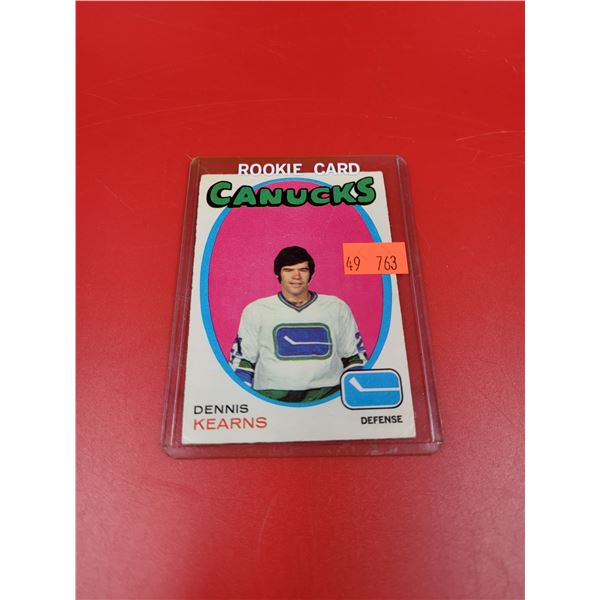 ROOKIE CARD
CANUCKS
49 763
DENNIS
KEARNS
DEFENSE